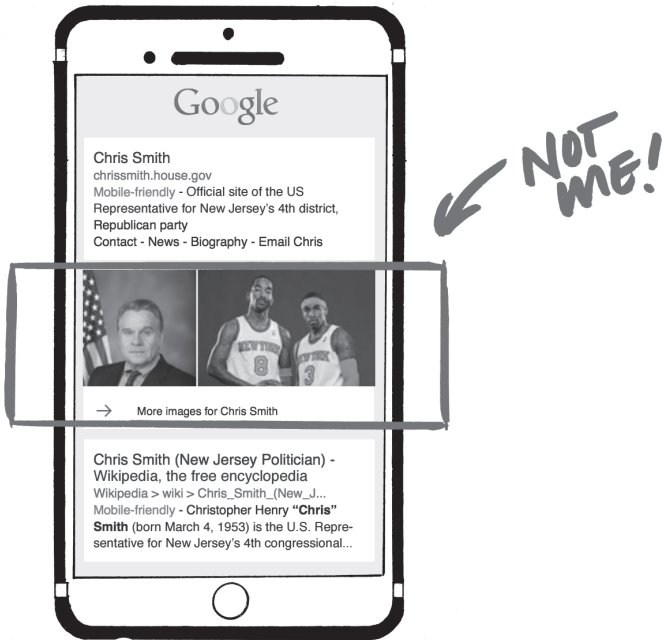 Google
Chris Smith
chrissmith.house.gov
Mobile-friendly - Official site of the US
Representative for New Jersey's 4th district,
Republican party
Contact - News - Biography - Email Chris
NOT
ME!
NEW YORK
8
NEW YORK
3
→ More images for Chris Smith
Chris Smith (New Jersey Politician) -
Wikipedia, the free encyclopedia
Wikipedia > wiki > Chris_Smith_(New_J...
Mobile-friendly - Christopher Henry “Chris”
Smith (born March 4, 1953) is the U.S. Repre-
sentative for New Jersey's 4th congressional...